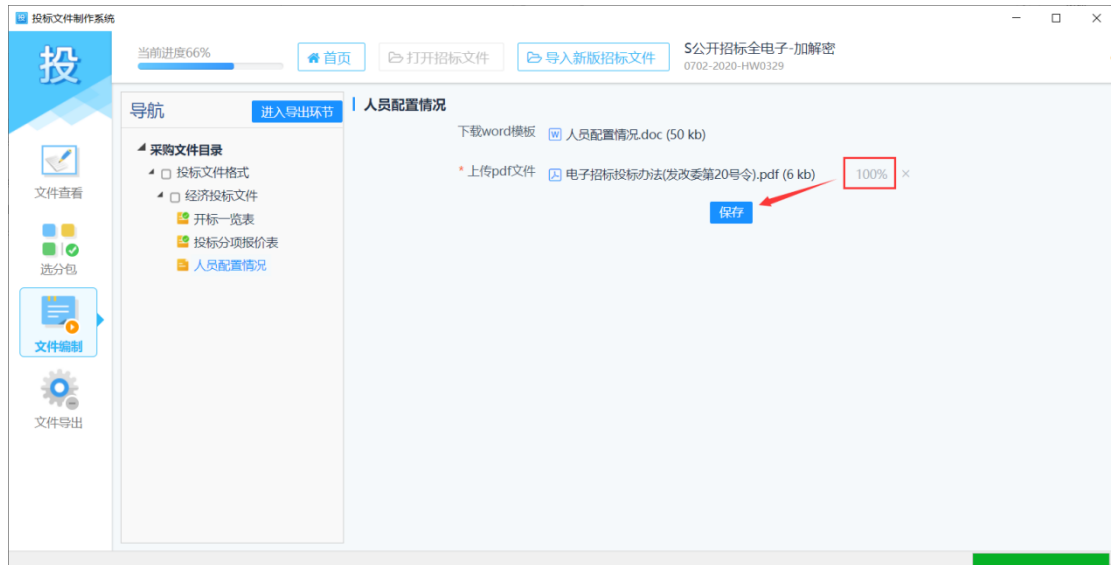 投标文件制作系统
投
当前进度66%
首页
打开招标文件
导入新版招标文件
S公开招标全电子-加解密
0702-2020-HW0329
文件查看
选分包
文件编制
文件导出
导航
进入导出环节
采购文件目录
投标文件格式
经济投标文件
开标一览表
投标分项报价表
人员配置情况
人员配置情况
下载word模板 人员配置情况.doc (50 kb)
* 上传pdf文件 电子招标投标办法(发改委第20号令).pdf (6 kb) 100% ×
保存